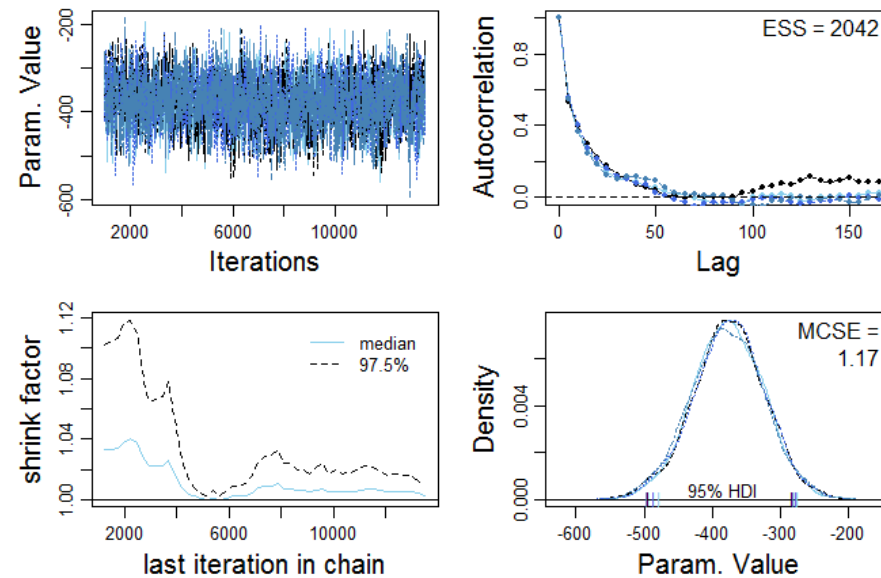 Param. Value
-600
-400
-200
2000
6000
10000
Iterations
Autocorrelation
0.0
0.4
0.8
ESS = 2042
0
50
100
150
Lag
shrink factor
1.00
1.04
1.08
1.12
median
97.5%
2000
6000
10000
last iteration in chain
Density
0.000
0.004
MCSE =
1.17
95% HDI
-600
-500
-400
-300
-200
Param. Value